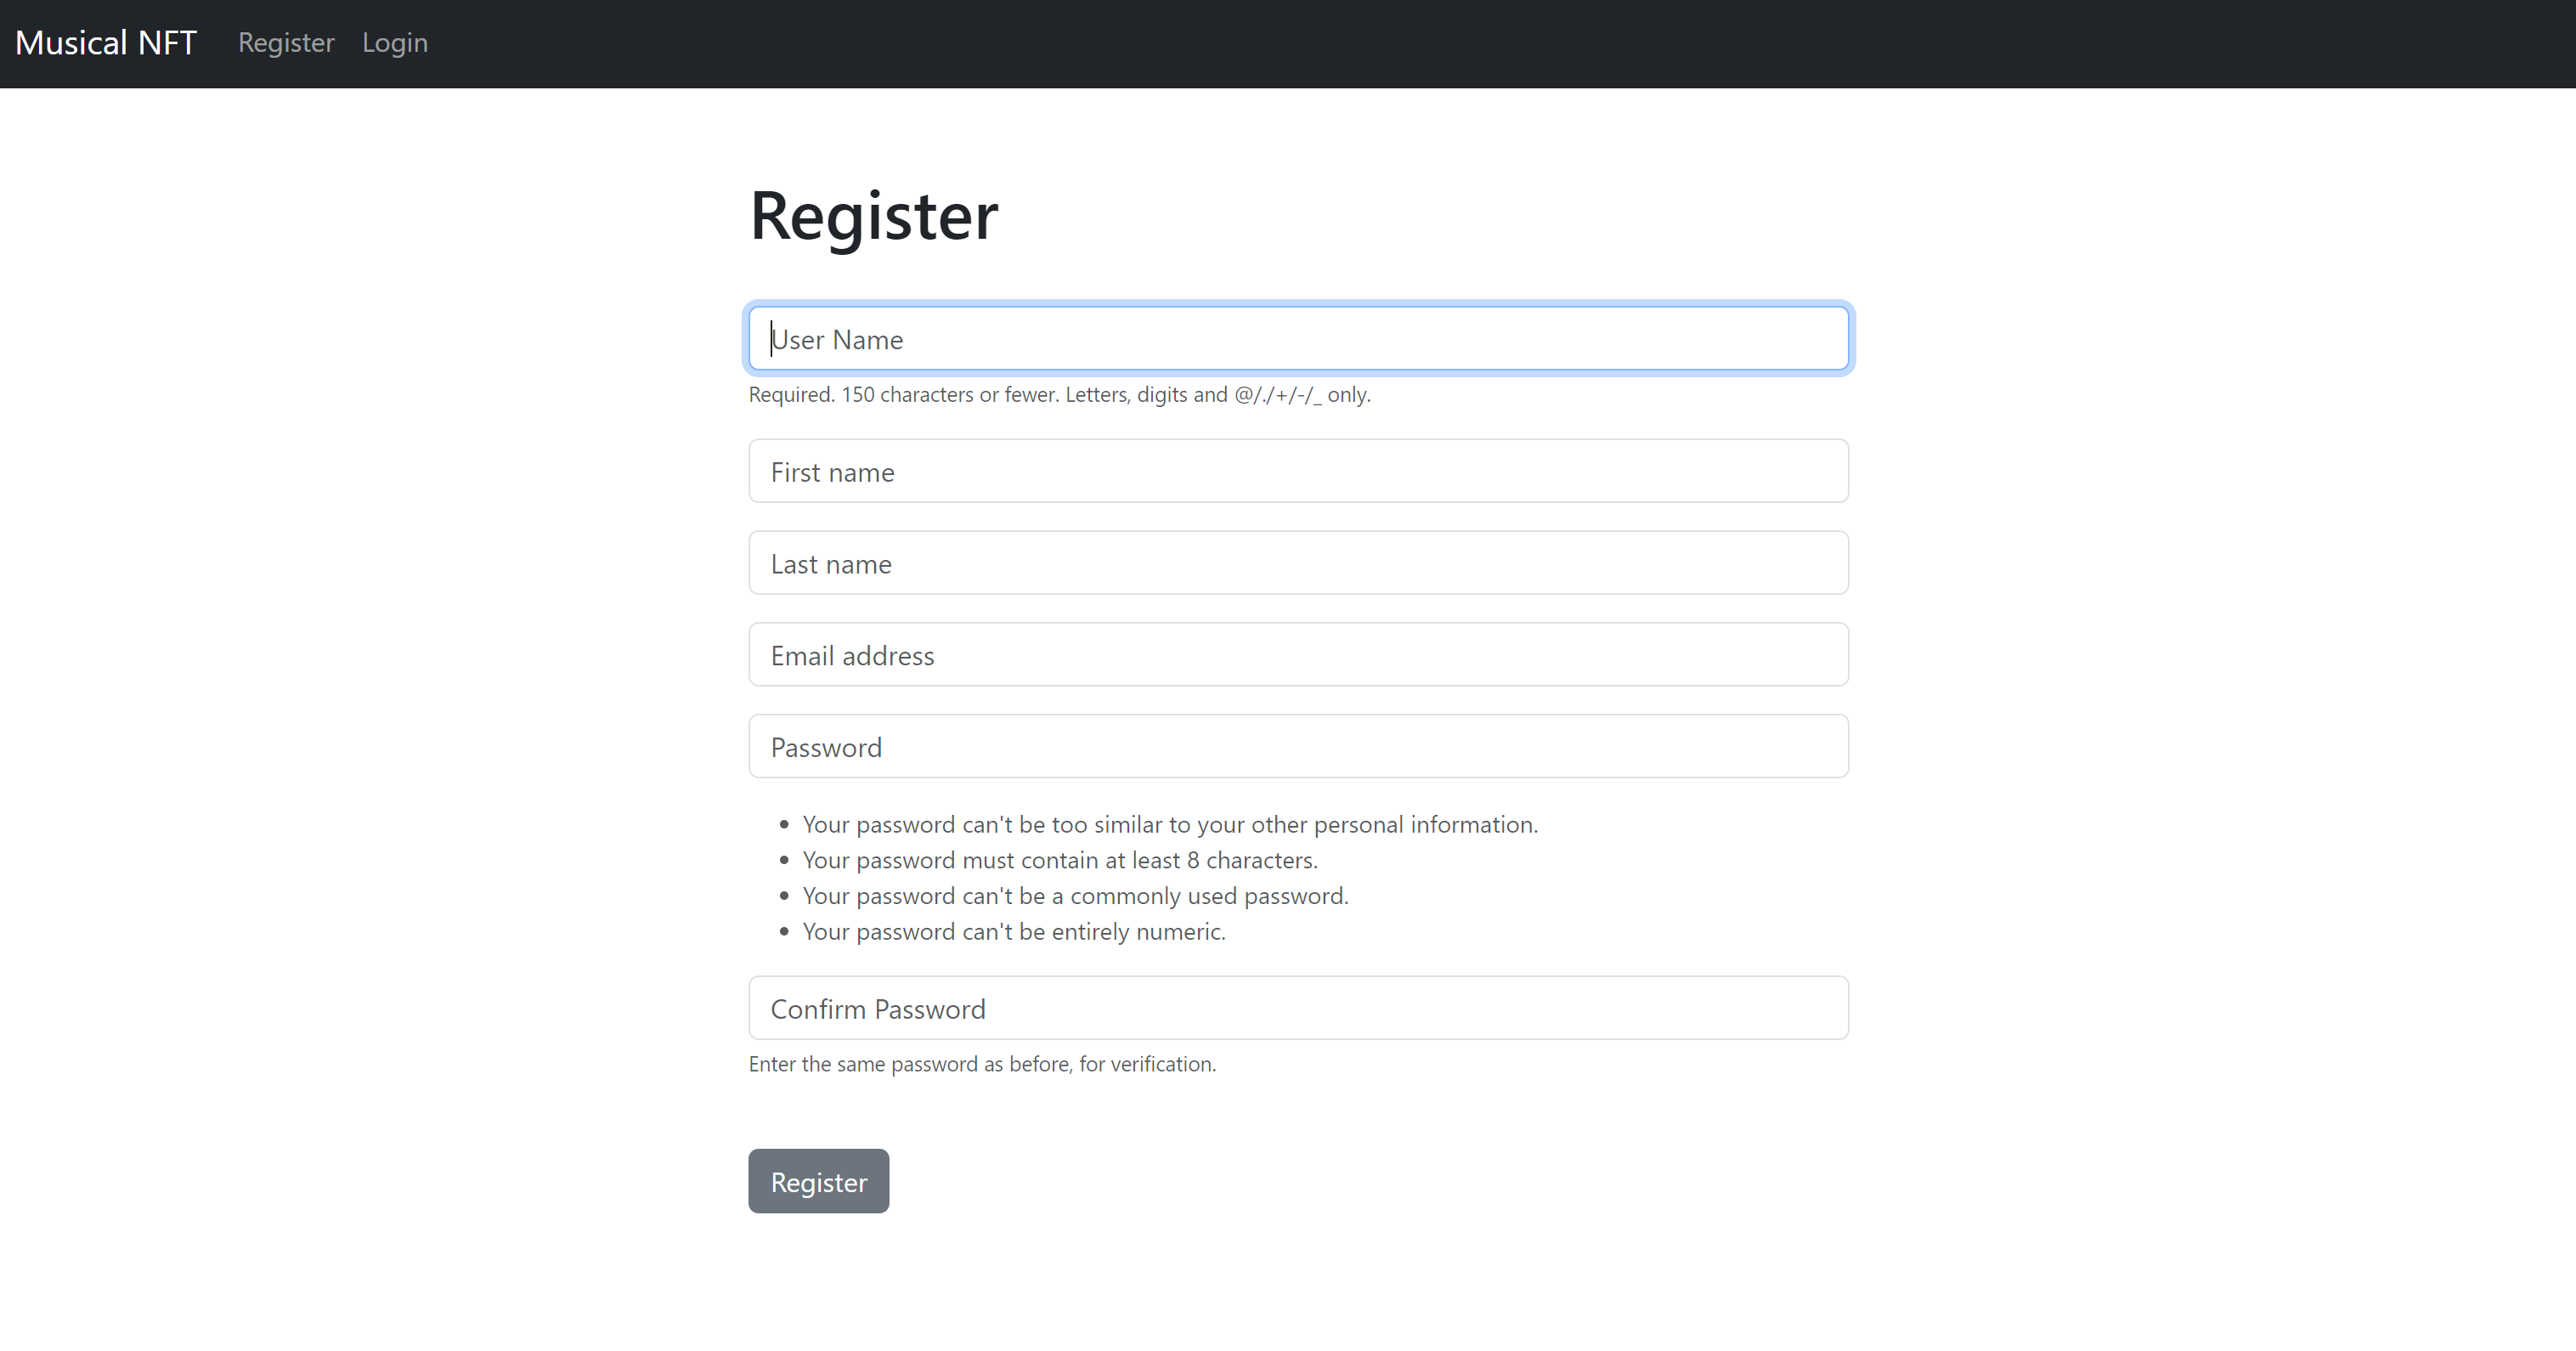 Musical NFT Register Login
Register
User Name
Required. 150 characters or fewer. Letters, digits and @/./+/-/_ only.
First name
Last name
Email address
Password
Your password can't be too similar to your other personal information.
Your password must contain at least 8 characters.
Your password can't be a commonly used password.
Your password can't be entirely numeric.
Confirm Password
Enter the same password as before, for verification.
Register